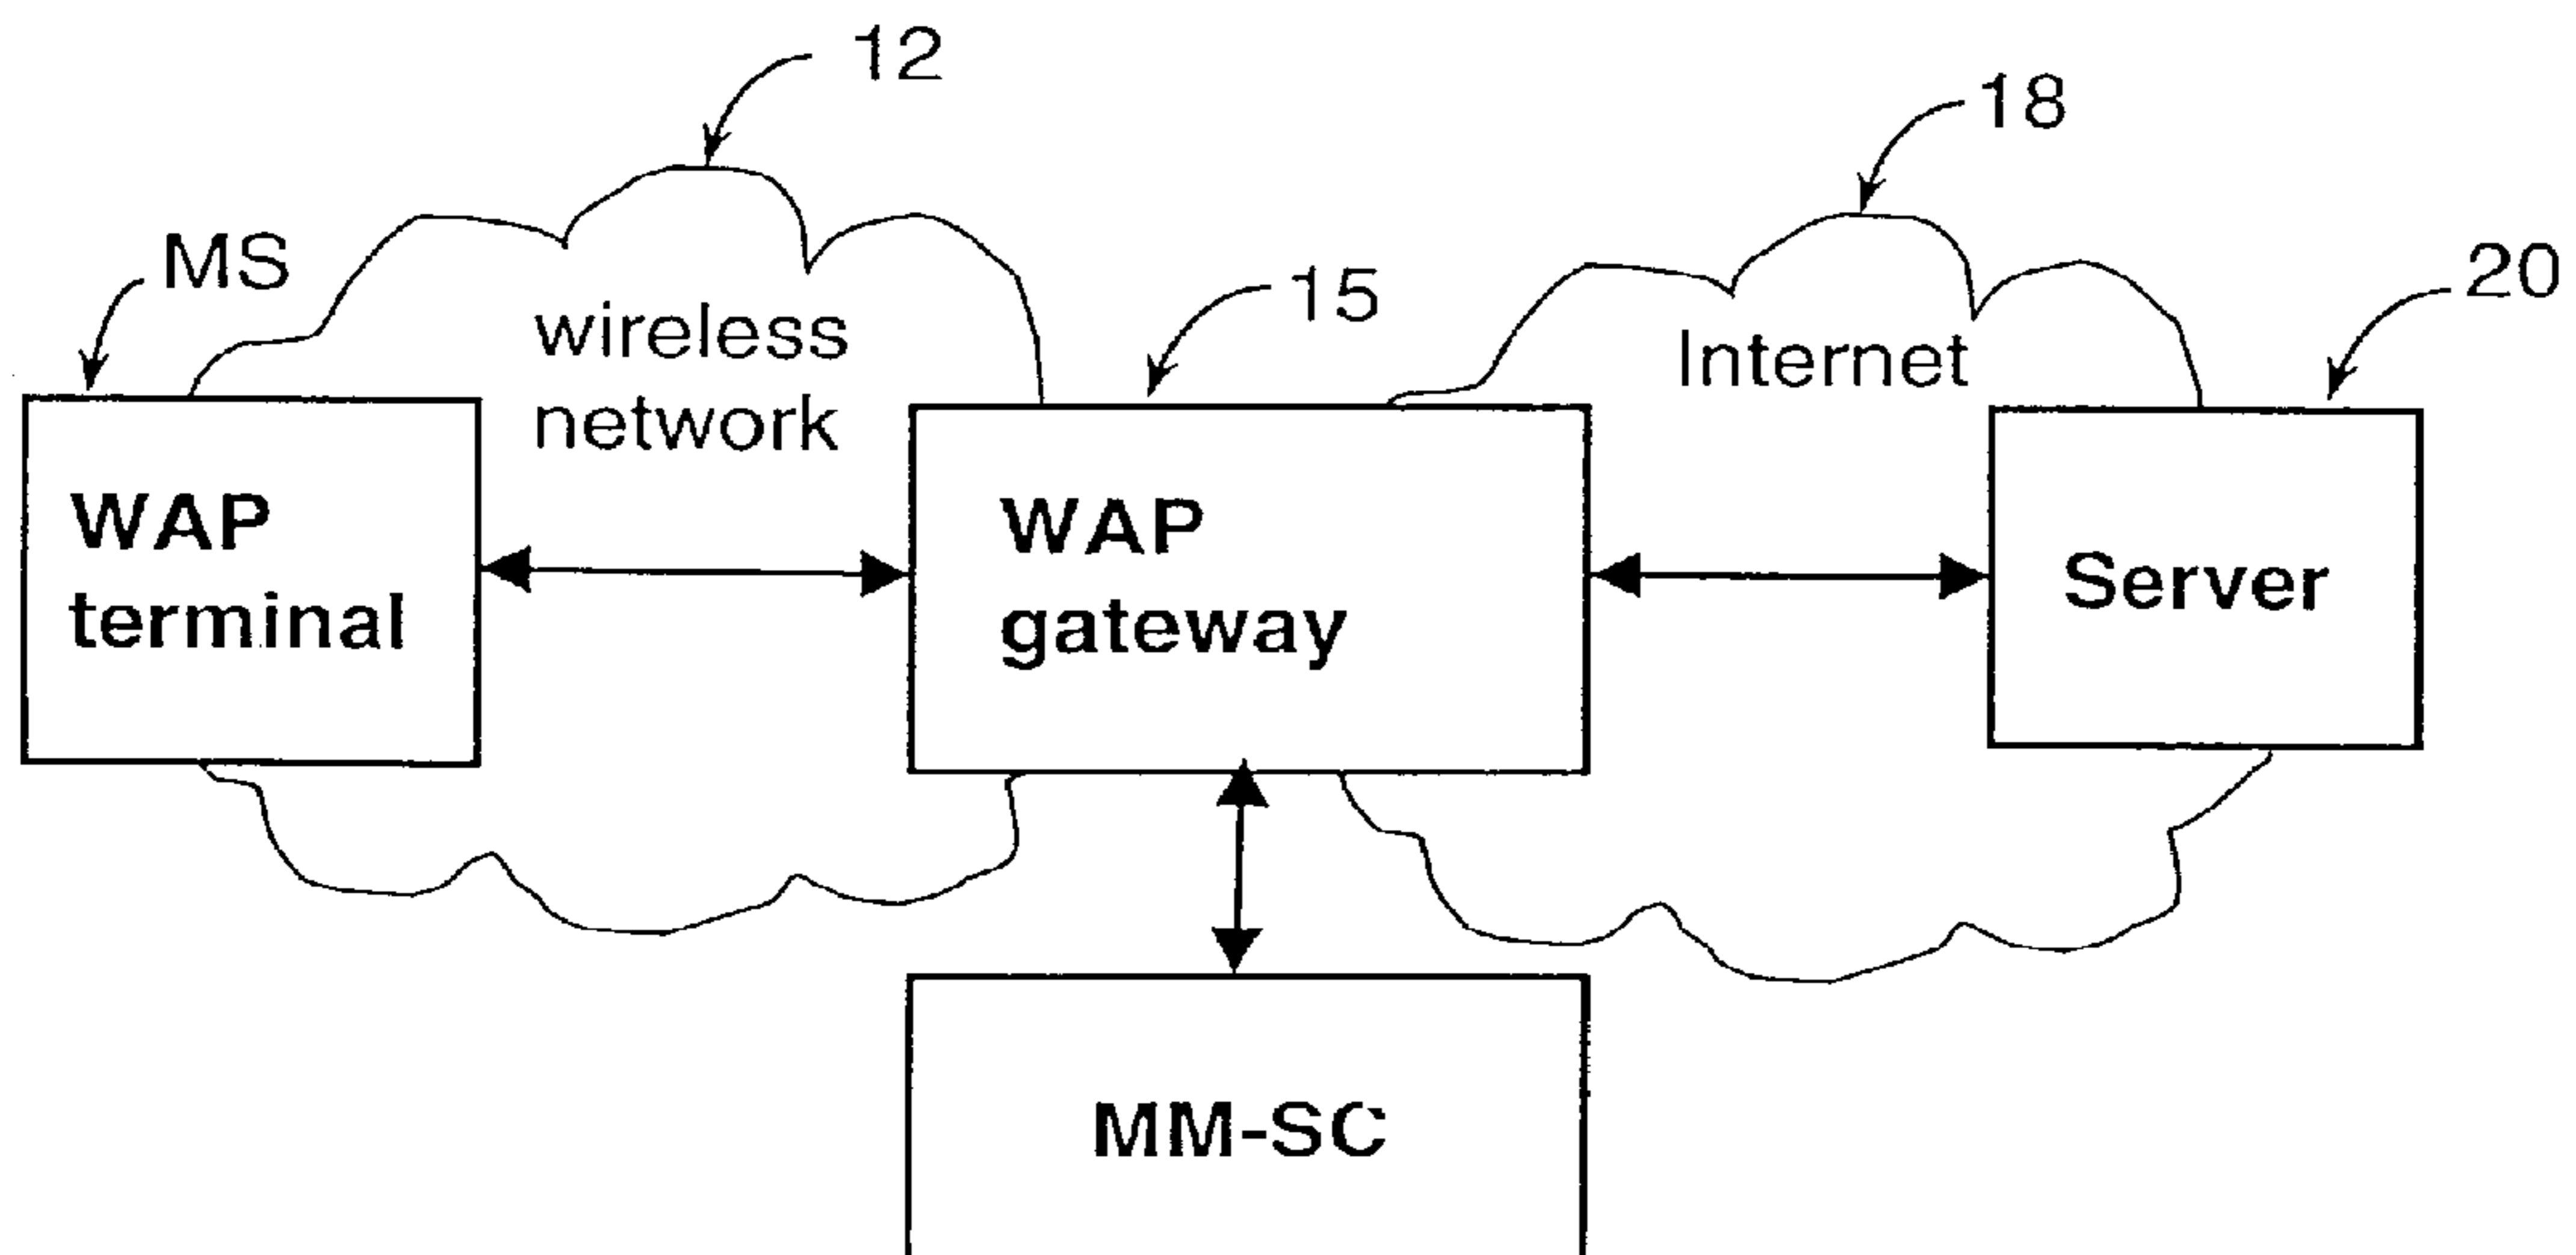 12
18
MS
15
20
wireless
network
Internet
WAP
terminal
WAP
gateway
Server
MM-SC